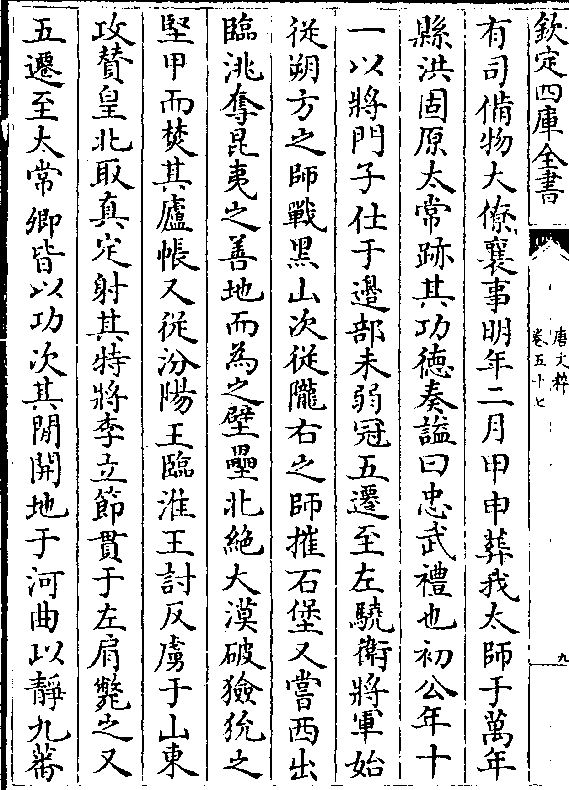 欽定四庫全書
唐文粹
卷五十七
九
有司備物大僚襄事明年二月甲申葬我太師于萬年
縣洪固原太常跡其功德奏諡曰忠武禮也初公年十
一以將門子仕于邊部未弱冠五遷至左驍衛將軍始
従朔方之師戰黑山次從隴右之師摧石堡又嘗西出
臨洮奪昆夷之善地而為之壁壘北絶大漠破獫狁之
堅甲而焚其廬帳又從汾陽王臨淮王討反虜于山東
攻賛皇北取真定射其特將李立節貫于左肩斃之又
五遷至太常卿皆以功次其閒開地于河曲以靜九蕃